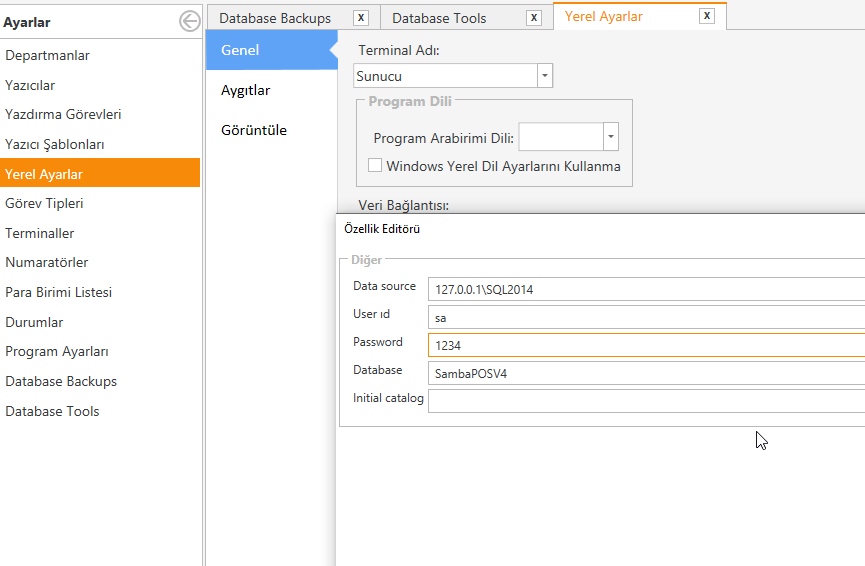 Ayarlar
Departmanlar
Yazıcılar
Yazdırma Görevleri
Yazıcı Şablonları
Yerel Ayarlar
Görev Tipleri
Terminaller
Numaratörler
Para Birimi Listesi
Durumlar
Program Ayarları
Database Backups
Database Tools
Database Backups x Database Tools x Yerel Ayarlar x
Genel
Aygıtlar
Görüntüle
Terminal Adı:
Sunucu
Program Dili
Program Arabirimi Dili:
Windows Yerel Dil Ayarlarını Kullanma
Veri Bağlantısı:
Özellik Editörü
Diğer
Data source 127.0.0.1\SQL2014
User ıd sa
Password 1234
Database SambaPOSV4
Initial catalog